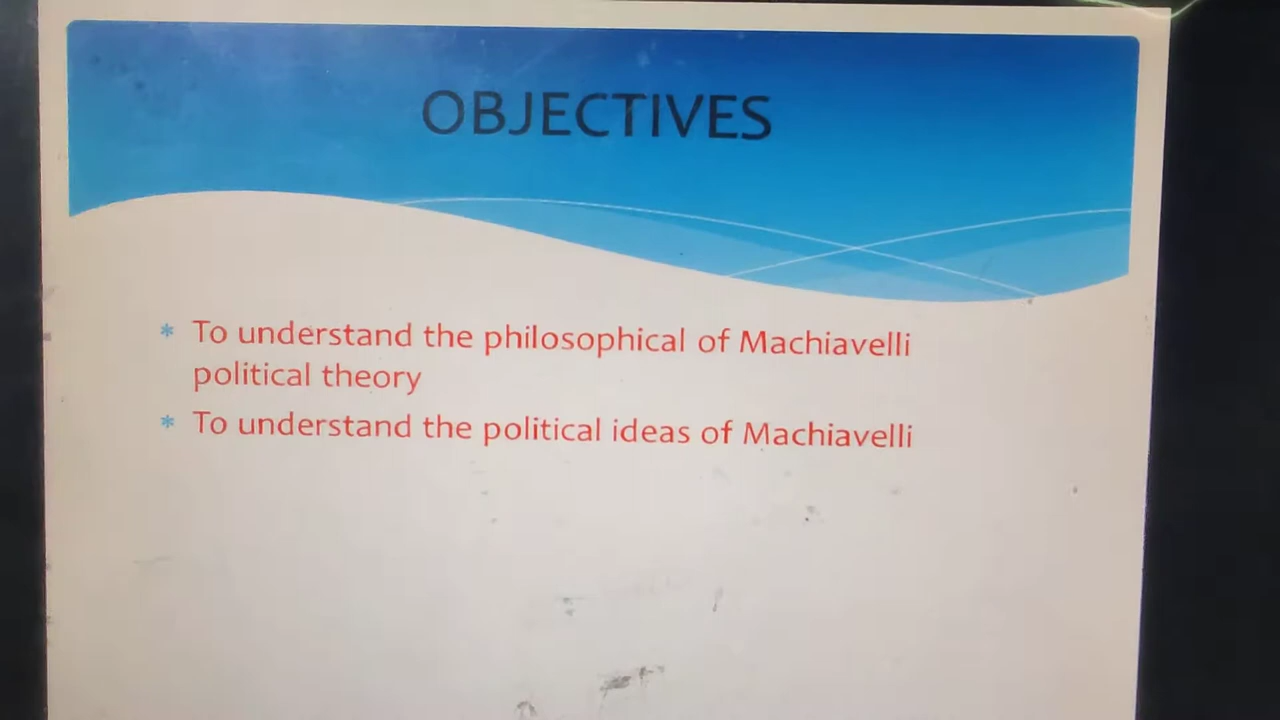 OBJECTIVES
* To understand the philosophical of Machiavelli
political theory
* To understand the political ideas of Machiavelli